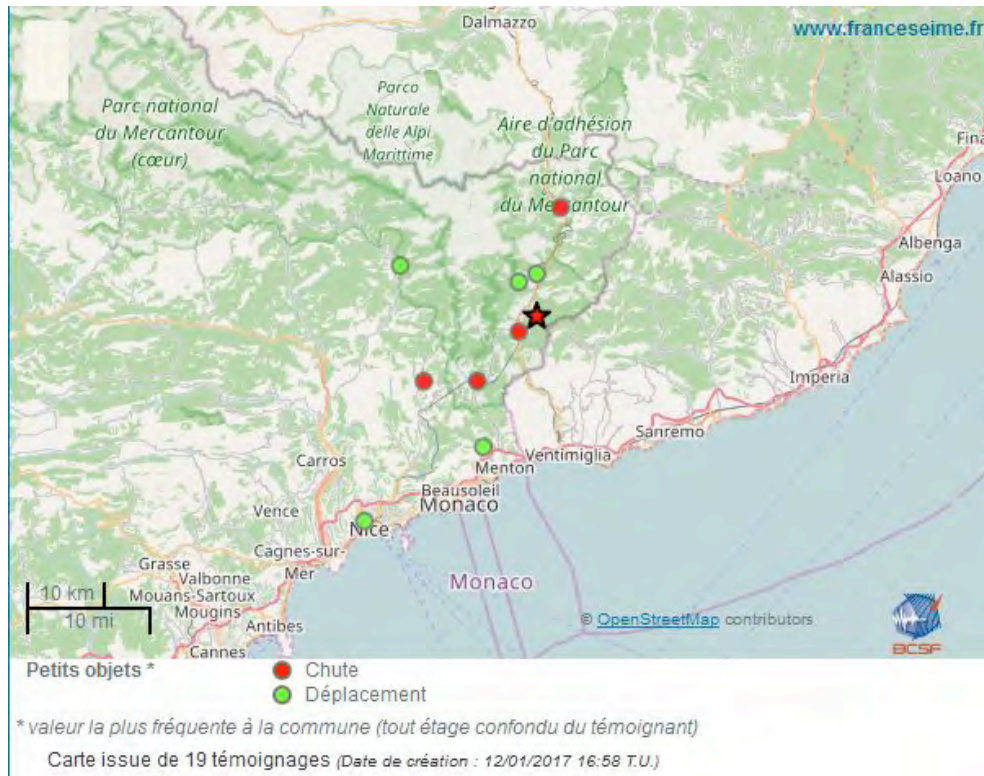 Dalmazzo
www.franceseime.fr
Parc national
du Mercantour
(cœur)
Parco
Naturale
delle Alpi
Marittime
Aire d'adhésion
du Parc
national
du Mercantour
Fina
Loano
Albenga
Alassio
Imperia
Sanremo
Ventimiglia
Menton
Carros
Beausoleil
Monaco
Vence
Nice
Cagnes-sur-
Mer
Grasse
Valbonne
Mouans-Sartoux
Mougins
Antibes
Cannes
Monaco
10 km
10 mi
© OpenStreetMap contributors
BCSF
Petits objets *
Chute
Déplacement
* valeur la plus fréquente à la commune (tout étage confondu du témoignant)
Carte issue de 19 témoignages (Date de création : 12/01/2017 16:58 T.U.)